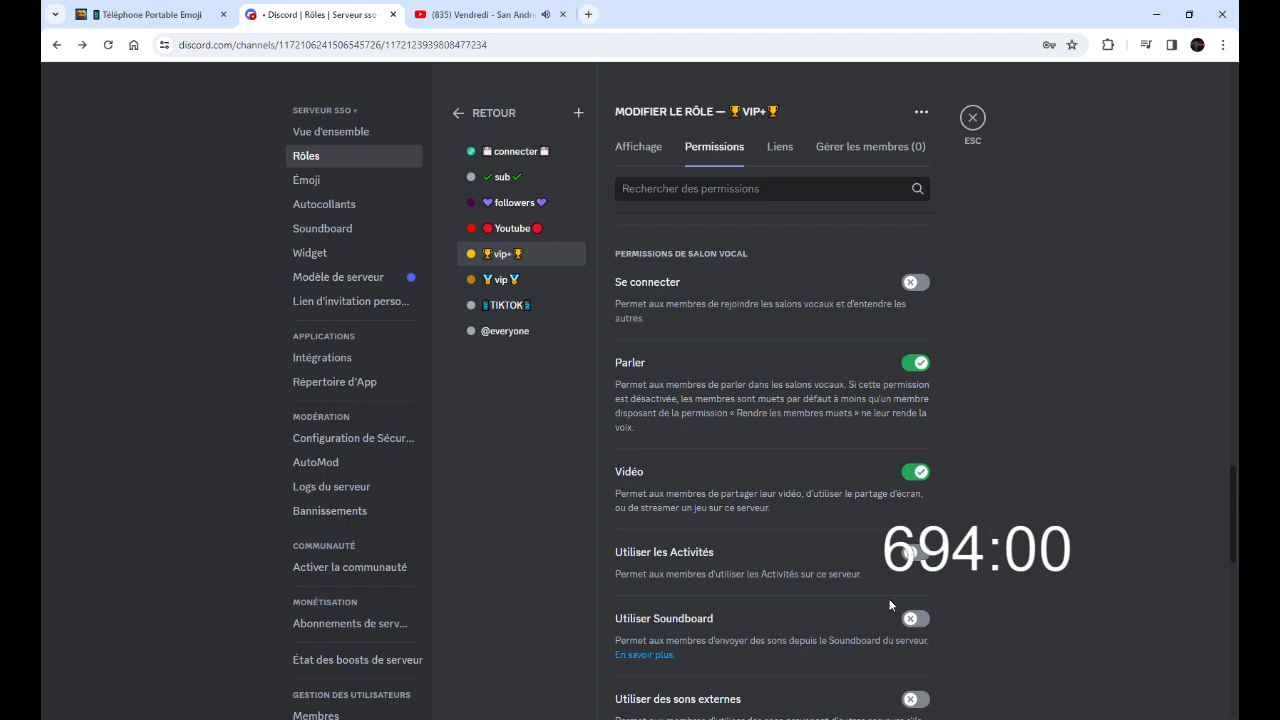 Téléphone Portable Emoji
• Discord | Rôles | Serveur sso
(835) Vendredi - San Andre
discord.com/channels/1172106241506545726/1172123939808477234
SERVEUR SSO +
Vue d'ensemble
Rôles
Émoji
Autocollants
Soundboard
Widget
Modèle de serveur
Lien d'invitation perso...
APPLICATIONS
Intégrations
Répertoire d'App
MODÉRATION
Configuration de Sécur...
AutoMod
Logs du serveur
Bannissements
COMMUNAUTÉ
Activer la communauté
MONÉTISATION
Abonnements de serv...
État des boosts de serveur
GESTION DES UTILISATEURS
Membres
RETOUR
connecter
sub
followers
Youtube
vip+
vip
TIKTOK
@everyone
MODIFIER LE RÔLE — 🏆VIP+🏆
ESC
Affichage Permissions Liens Gérer les membres (0)
Rechercher des permissions
PERMISSIONS DE SALON VOCAL
Se connecter
Permet aux membres de rejoindre les salons vocaux et d'entendre les
autres.
Parler
Permet aux membres de parler dans les salons vocaux. Si cette permission
est désactivée, les membres sont muets par défaut à moins qu'un membre
disposant de la permission « Rendre les membres muets » ne leur rende la
voix.
Vidéo
Permet aux membres de partager leur vidéo, d'utiliser le partage d'écran,
ou de streamer un jeu sur ce serveur.
694:00
Utiliser les Activités
Permet aux membres d'utiliser les Activités sur ce serveur.
Utiliser Soundboard
Permet aux membres d'envoyer des sons depuis le Soundboard du serveur.
En savoir plus.
Utiliser des sons externes